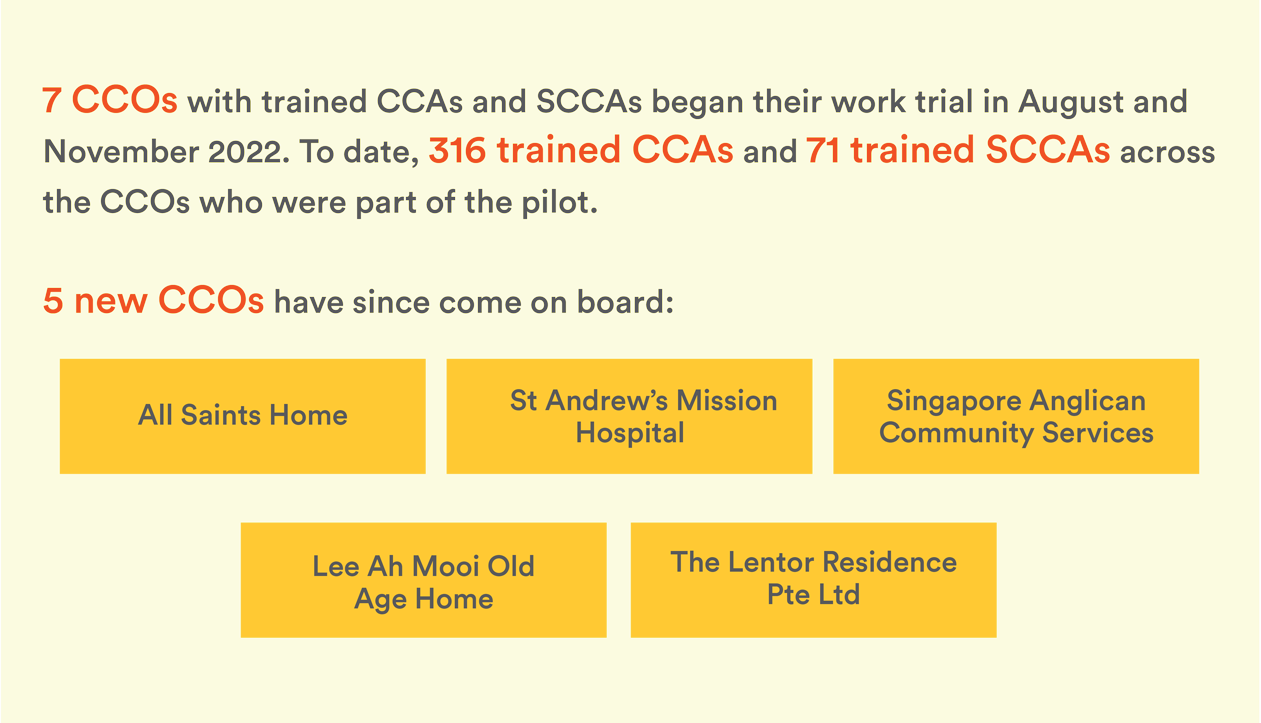 7 CCOs with trained CCAs and SCCAs began their work trial in August and
November 2022. To date, 316 trained CCAs and 71 trained SCCAs across
the CCOs who were part of the pilot.
5 new CCOs have since come on board:
All Saints Home
St Andrew’s Mission
Hospital
Singapore Anglican
Community Services
Lee Ah Mooi Old
Age Home
The Lentor Residence
Pte Ltd